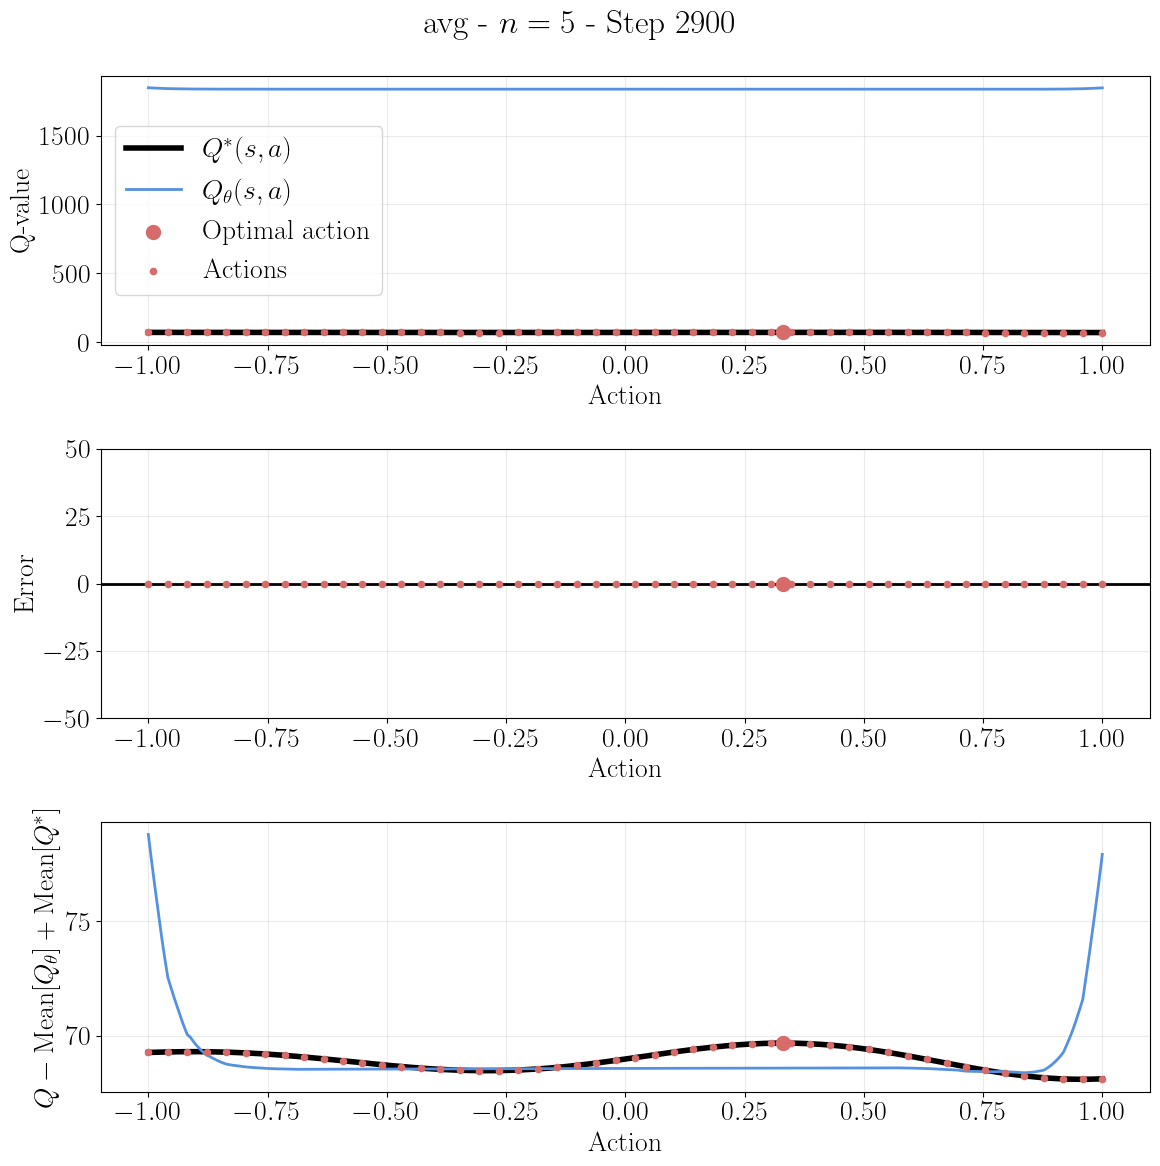 avg - n = 5 - Step 2900
Q-value
1500
1000
500
0
Q*(s, a)
Qθ(s, a)
Optimal action
Actions
−1.00 −0.75 −0.50 −0.25 0.00 0.25 0.50 0.75 1.00
Action
Error
50
25
0
−25
−50
−1.00 −0.75 −0.50 −0.25 0.00 0.25 0.50 0.75 1.00
Action
Q − Mean[Qθ] + Mean[Q*]
75
70
−1.00 −0.75 −0.50 −0.25 0.00 0.25 0.50 0.75 1.00
Action